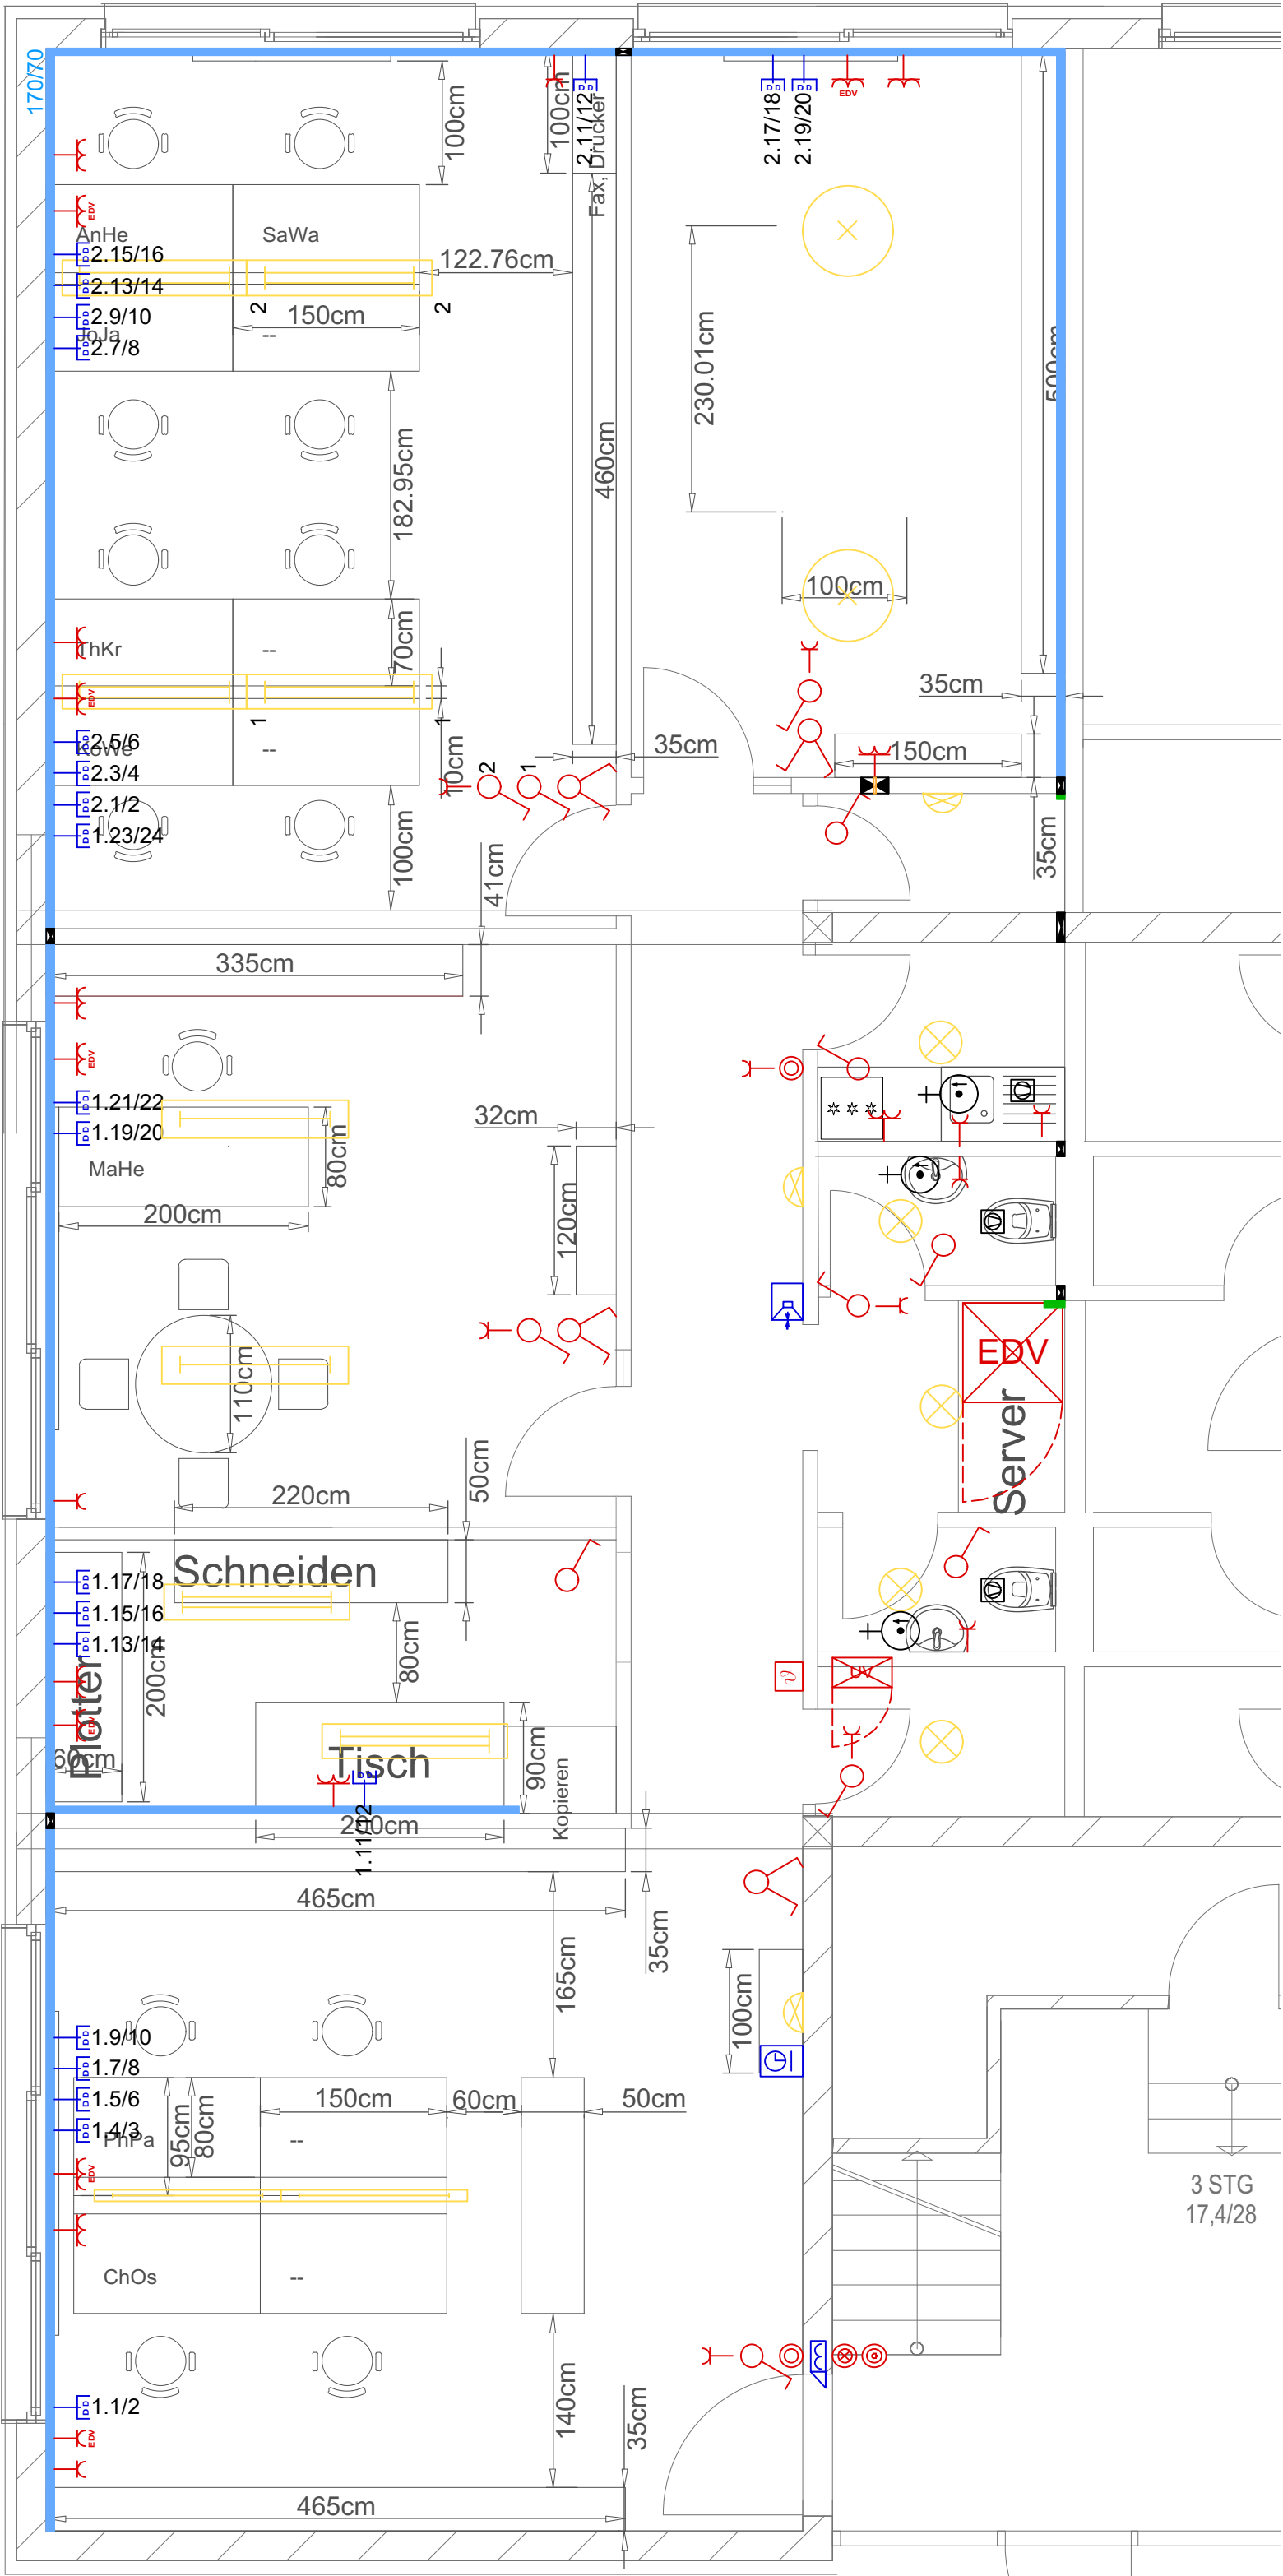 170/70
100cm
100cm
2.11/12
Fax, Drucker
2.17/18
2.19/20
EDV
EDV
AnHe
SaWa
2.15/16
2.13/14
122.76cm
2
2
2.9/10
150cm
JoJa
--
2.7/8
230.01cm
500cm
182.95cm
460cm
100cm
ThKr
--
70cm
EDV
35cm
1
1
2.5/6
KoWe
--
35cm
150cm
2.3/4
10cm
2
1
2.1/2
1.23/24
100cm
41cm
35cm
335cm
EDV
1.21/22
1.19/20
32cm
80cm
MaHe
200cm
120cm
EDV
110cm
Server
220cm
50cm
Schneiden
1.17/18
1.15/16
1.13/14
200cm
80cm
Plotter
EDV
UV
60cm
Tisch
90cm
Kopieren
1.11/12
200cm
465cm
35cm
165cm
100cm
1.9/10
1.7/8
1.5/6
150cm
60cm
50cm
1.4/3
95cm
80cm
PhPa
--
EDV
3 STG
17,4/28
ChOs
--
1.1/2
EDV
140cm
35cm
465cm